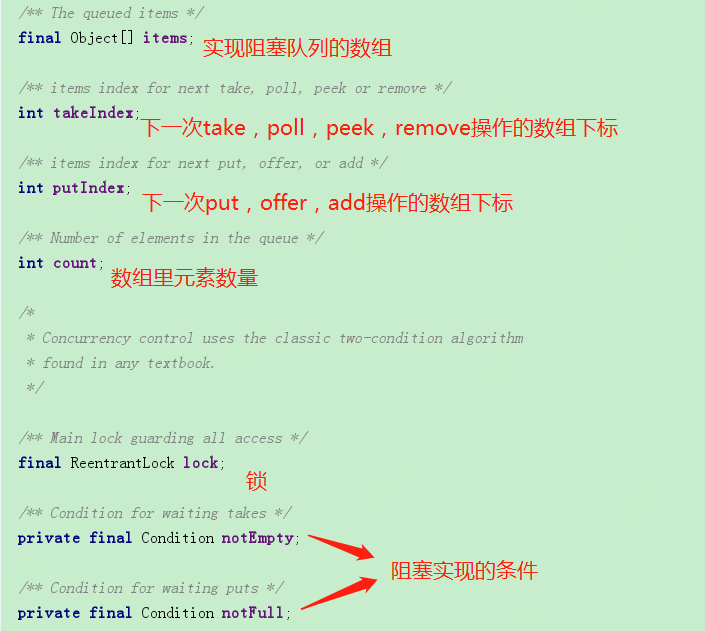 /** The queued items */
final Object[] items;
实现阻塞队列的数组
/** items index for next take, poll, peek or remove */
int takeIndex;
下一次take，poll，peek，remove操作的数组下标
/** items index for next put, offer, or add */
int putIndex;
下一次put，offer，add操作的数组下标
/** Number of elements in the queue */
int count;
数组里元素数量
/*
* Concurrency control uses the classic two-condition algorithm
* found in any textbook.
*/
/** Main lock guarding all access */
final ReentrantLock lock;
锁
/** Condition for waiting takes */
private final Condition notEmpty;
阻塞实现的条件
/** Condition for waiting puts */
private final Condition notFull;